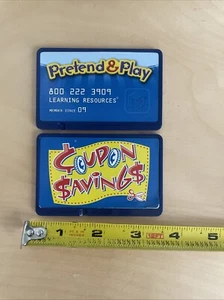 Pretend & Play
800 222 3909
LEARNING RESOURCES
MEMBER SINCE 09
COUPON
$AVING$
1 2 3 4 5